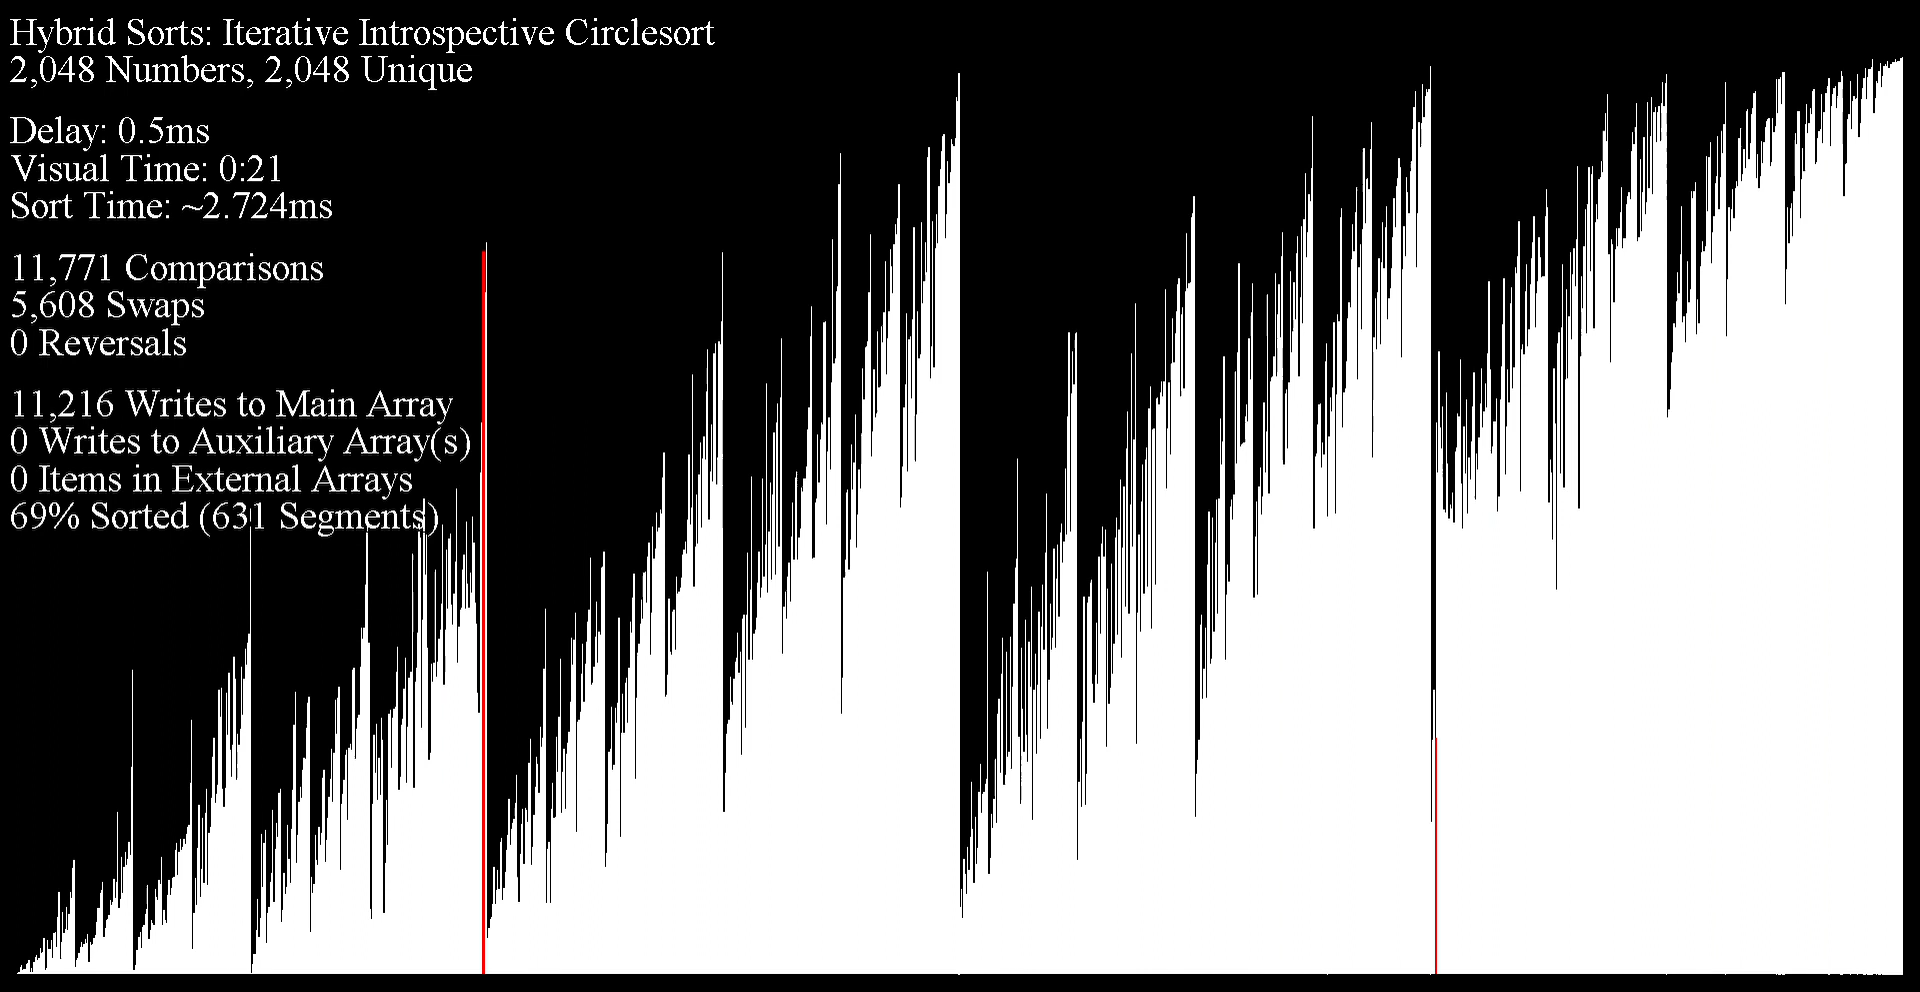 Hybrid Sorts: Iterative Introspective Circlesort
2,048 Numbers, 2,048 Unique
Delay: 0.5ms
Visual Time: 0:21
Sort Time: ~2.724ms
11,771 Comparisons
5,608 Swaps
0 Reversals
11,216 Writes to Main Array
0 Writes to Auxiliary Array(s)
0 Items in External Arrays
69% Sorted (631 Segments)